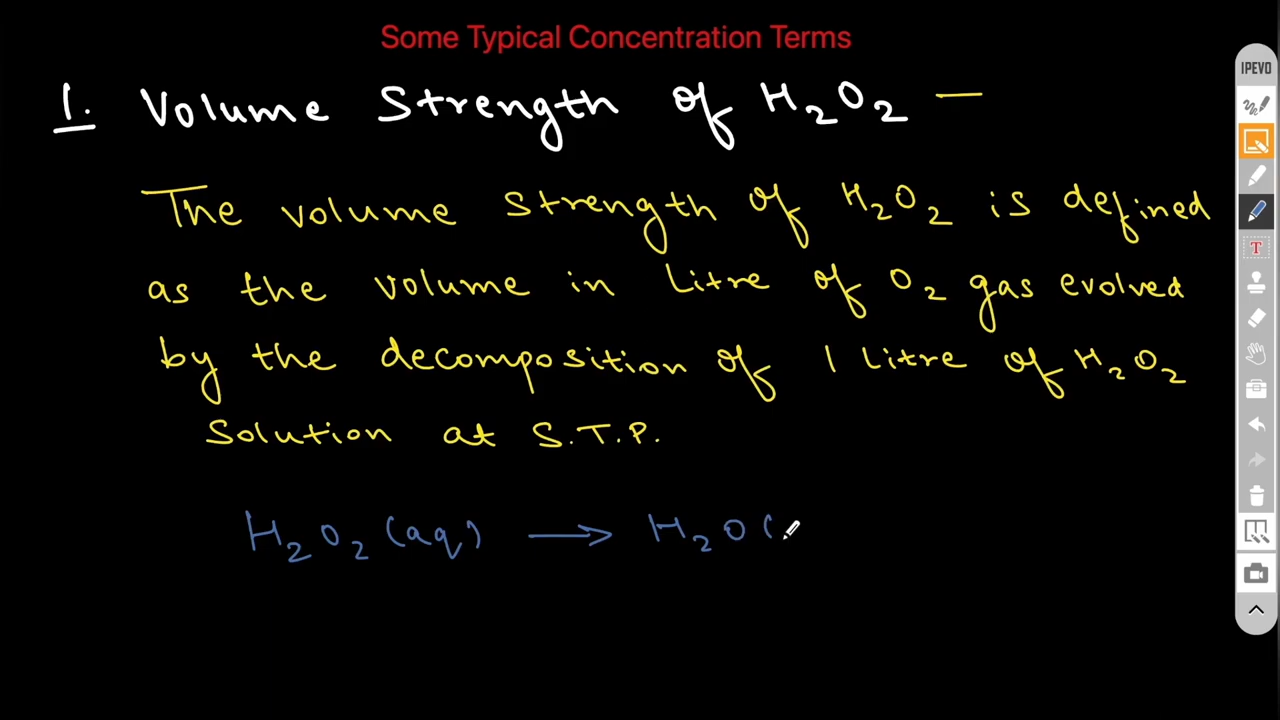 Some Typical Concentration Terms
1. Volume Strength of H₂O₂ —
The volume strength of H₂O₂ is defined
as the volume in Litre of O₂ gas evolved
by the decomposition of 1 Litre of H₂O₂
Solution at S.T.P.
H₂O₂(aq) ⟶ H₂O(
IPEVO
T